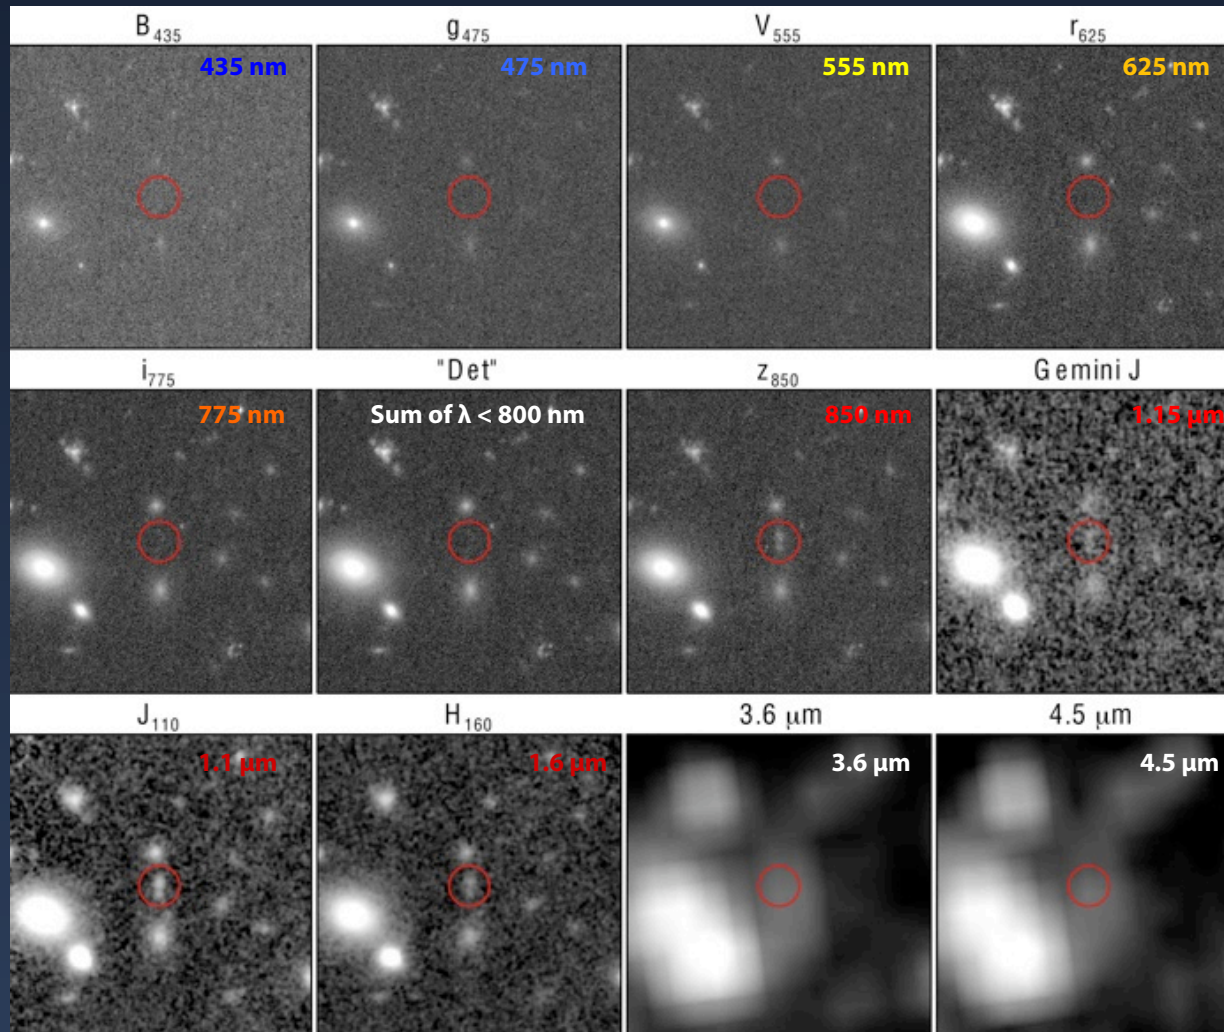 B435 g475 V555 r625
435 nm 475 nm 555 nm 625 nm
i775 "Det" z850 Gemini J
775 nm Sum of λ < 800 nm 850 nm 1.15 μm
J110 H160 3.6 μm 4.5 μm
1.1 μm 1.6 μm 3.6 μm 4.5 μm